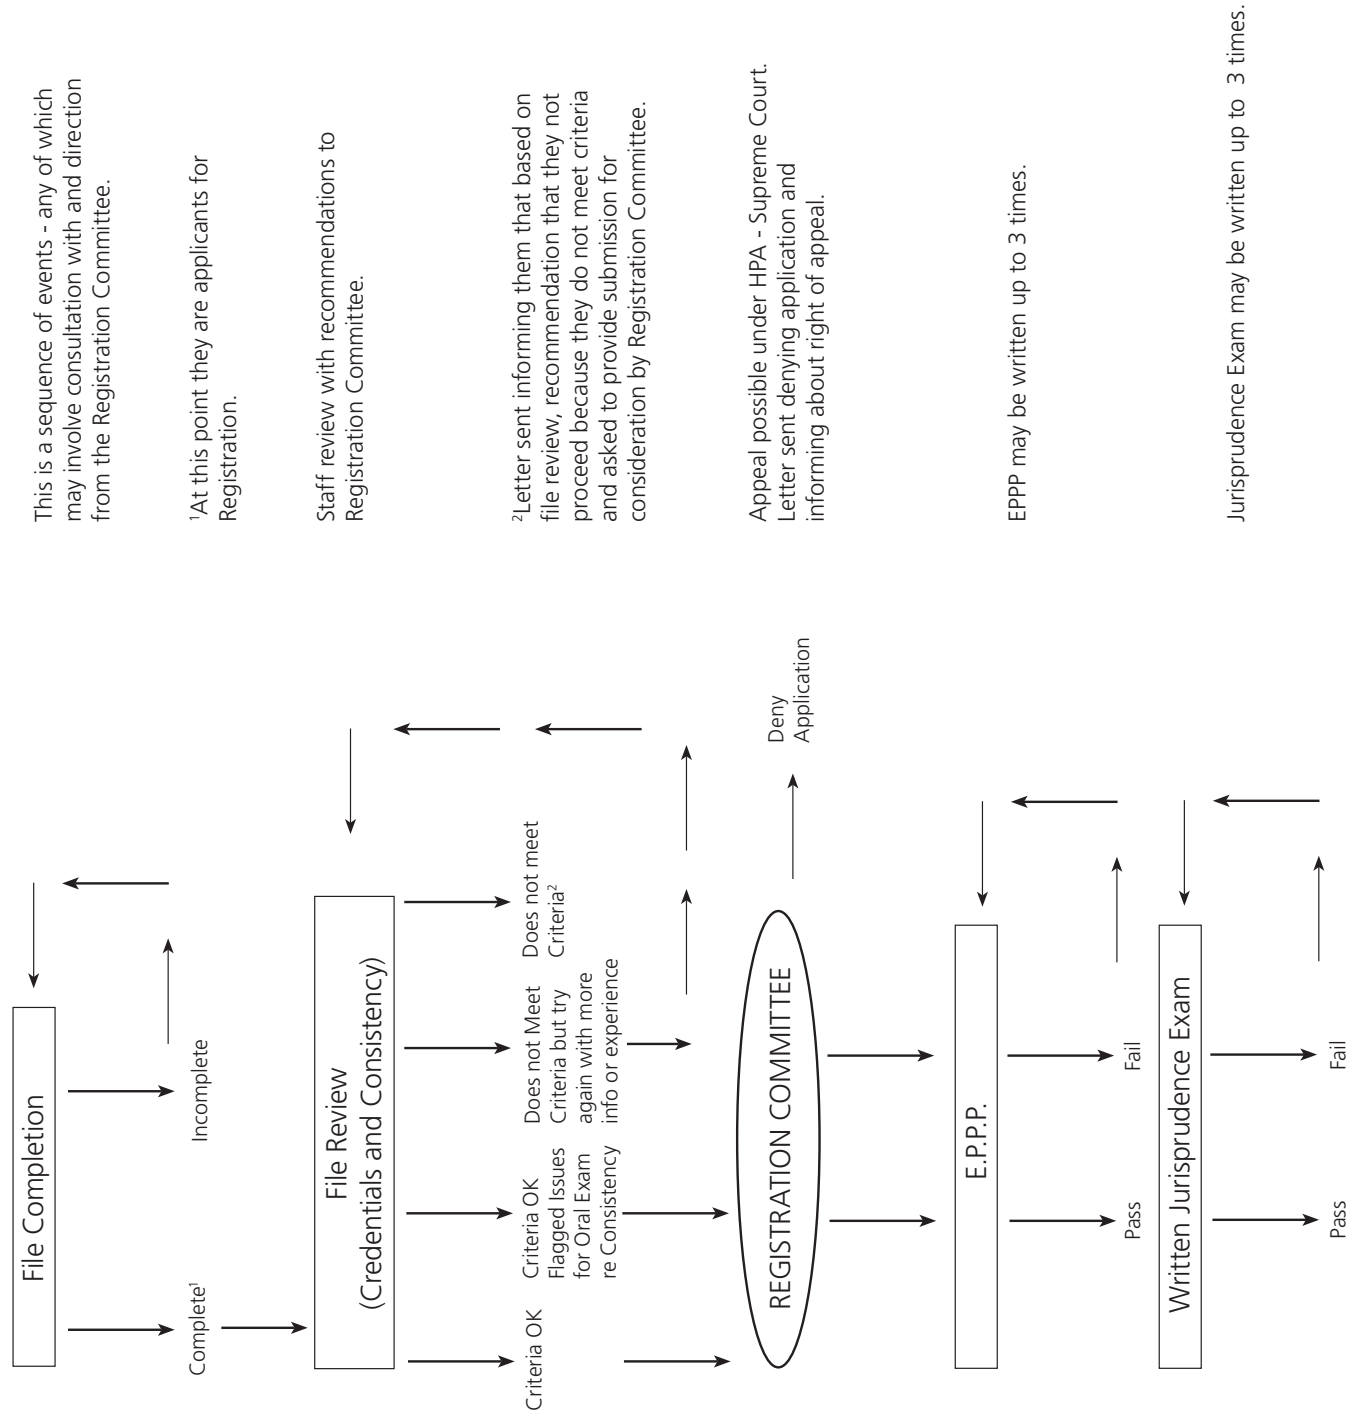 File Completion
This is a sequence of events - any of which
may involve consultation with and direction
from the Registration Committee.
Complete¹
Incomplete
¹At this point they are applicants for
Registration.
File Review
(Credentials and Consistency)
Staff review with recommendations to
Registration Committee.
Criteria OK
Criteria OK
Flagged Issues
for Oral Exam
re Consistency
Does not Meet
Criteria but try
again with more
info or experience
Does not meet
Criteria²
²Letter sent informing them that based on
file review, recommendation that they not
proceed because they do not meet criteria
and asked to provide submission for
consideration by Registration Committee.
REGISTRATION COMMITTEE
Deny
Application
Appeal possible under HPA - Supreme Court.
Letter sent denying application and
informing about right of appeal.
E.P.P.P.
EPPP may be written up to 3 times.
Pass
Fail
Written Jurisprudence Exam
Jurisprudence Exam may be written up to 3 times.
Pass
Fail